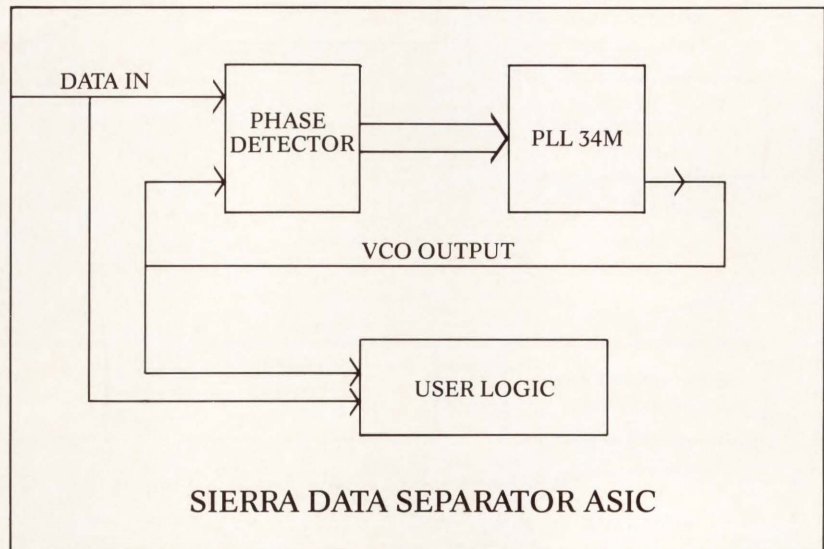 DATA IN
PHASE
DETECTOR
PLL 34M
VCO OUTPUT
USER LOGIC
SIERRA DATA SEPARATOR ASIC